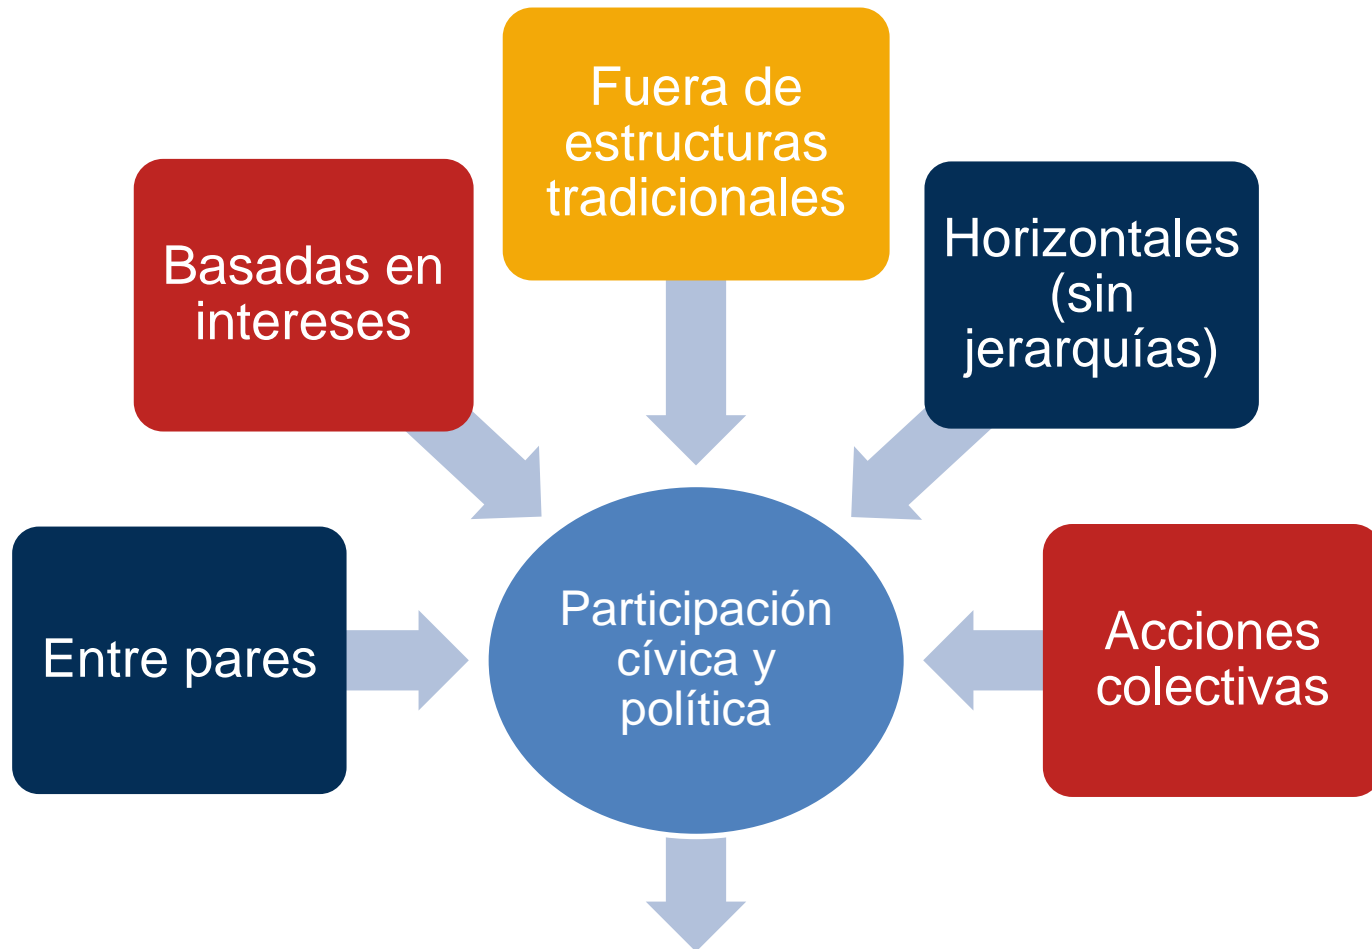 Fuera de
estructuras
tradicionales
Basadas en
intereses
Horizontales
(sin
jerarquías)
Entre pares
Participación
cívica y
política
Acciones
colectivas